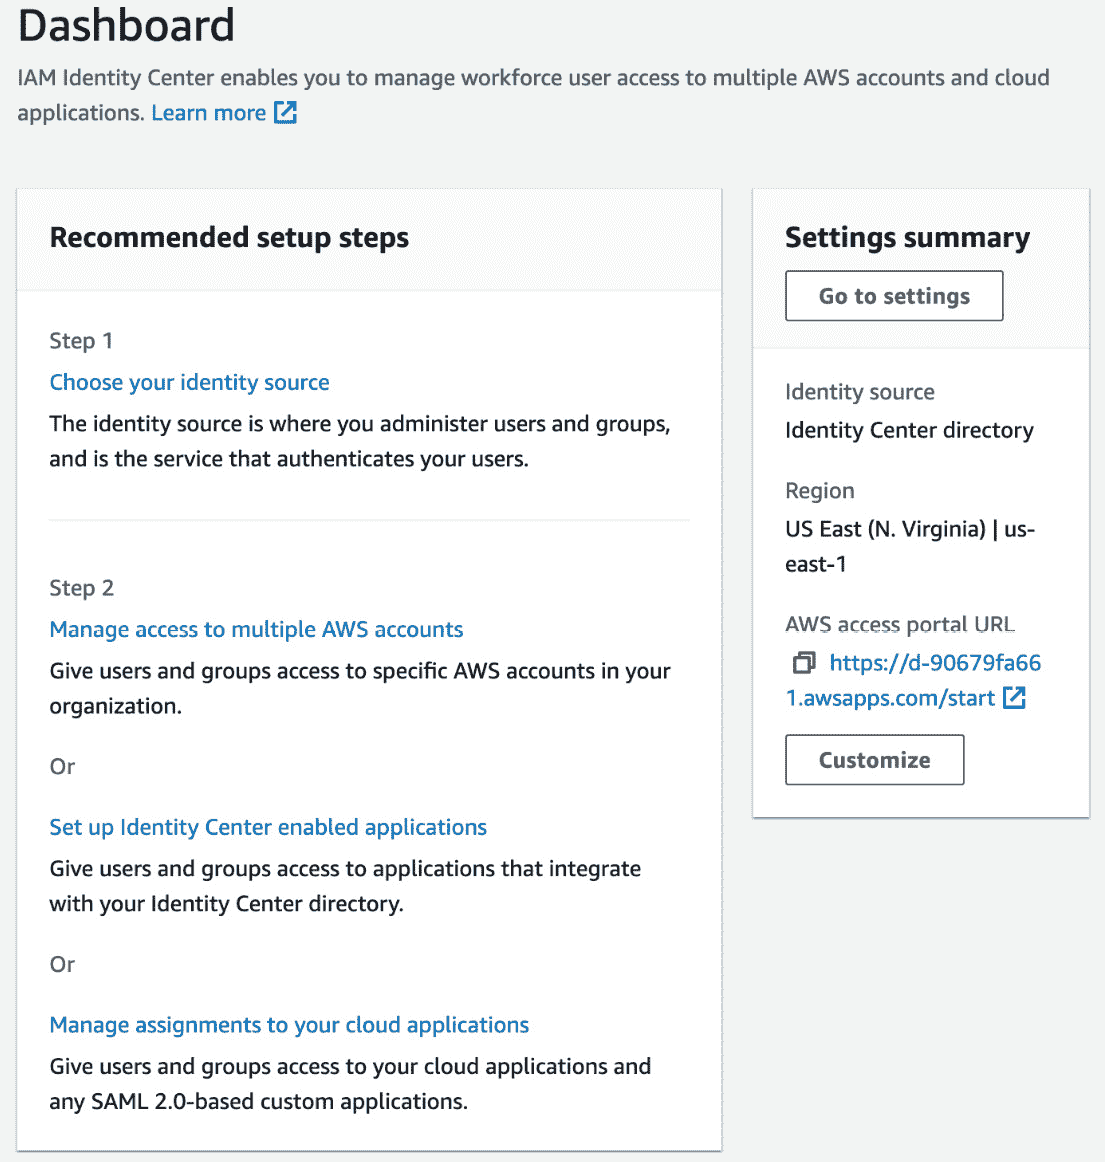 Dashboard
IAM Identity Center enables you to manage workforce user access to multiple AWS accounts and cloud
applications. Learn more
Recommended setup steps
Step 1
Choose your identity source
The identity source is where you administer users and groups,
and is the service that authenticates your users.
Step 2
Manage access to multiple AWS accounts
Give users and groups access to specific AWS accounts in your
organization.
Or
Set up Identity Center enabled applications
Give users and groups access to applications that integrate
with your Identity Center directory.
Or
Manage assignments to your cloud applications
Give users and groups access to your cloud applications and
any SAML 2.0-based custom applications.
Settings summary
Go to settings
Identity source
Identity Center directory
Region
US East (N. Virginia) | us-
east-1
AWS access portal URL
https://d-90679fa66
1.awsapps.com/start
Customize